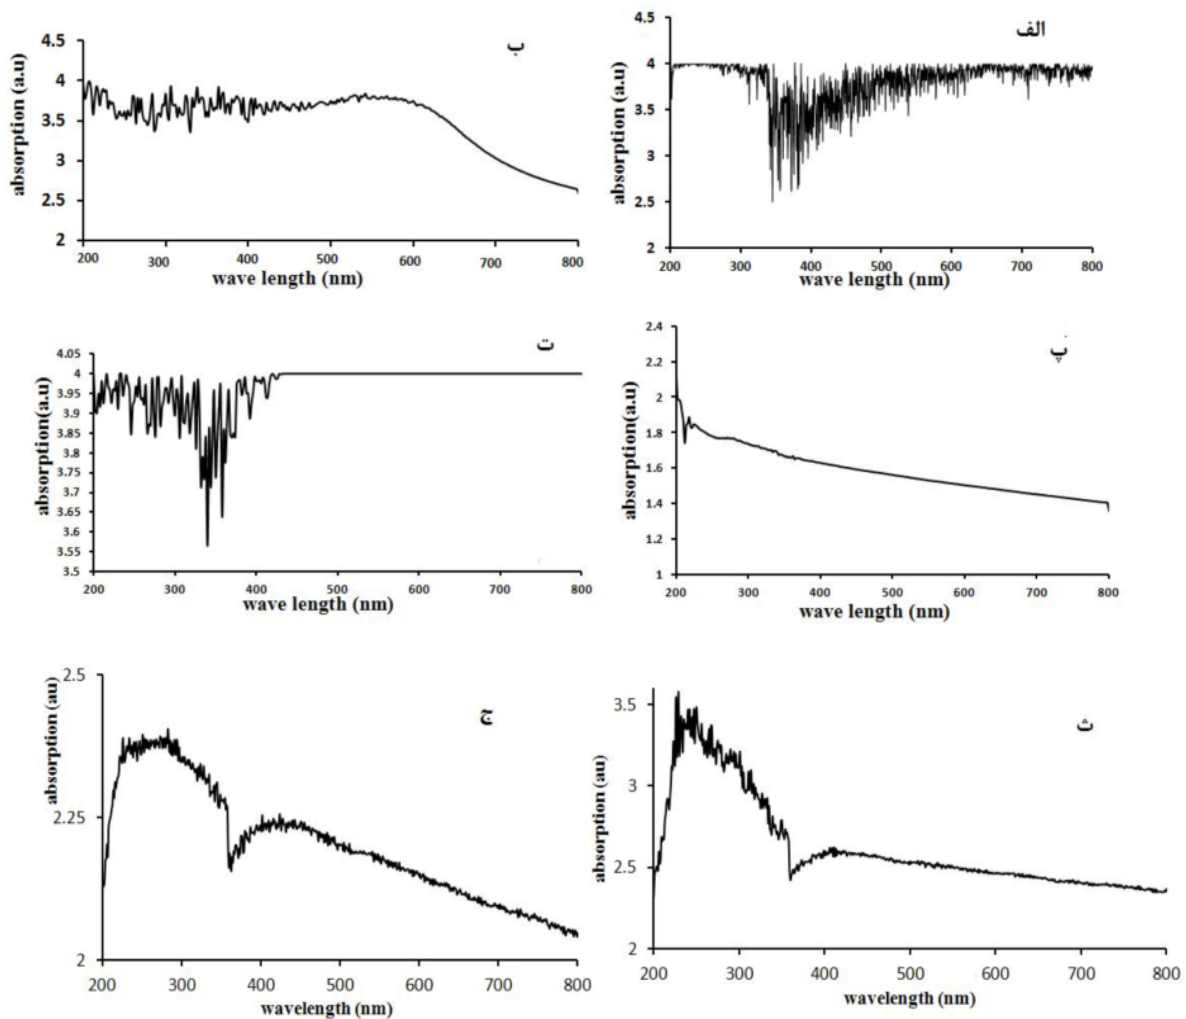 ب
4.5
4
3.5
3
2.5
2
absorption (a.u)
200 300 400 500 600 700 800
wave length (nm)
الف
4.5
4
3.5
3
2.5
2
absorption (a.u)
200 300 400 500 600 700 800
wave length (nm)
ت
4.05
4
3.95
3.9
3.85
3.8
3.75
3.7
3.65
3.6
3.55
3.5
absorption(a.u)
200 300 400 500 600 700 800
wave length (nm)
پ
2.4
2.2
2
1.8
1.6
1.4
1.2
1
absorption(a.u)
200 300 400 500 600 700 800
wave length (nm)
ج
2.5
2.25
2
absorption (au)
200 300 400 500 600 700 800
wavelength (nm)
ث
3.5
3
2.5
2
absorption (au)
200 300 400 500 600 700 800
wavelength (nm)